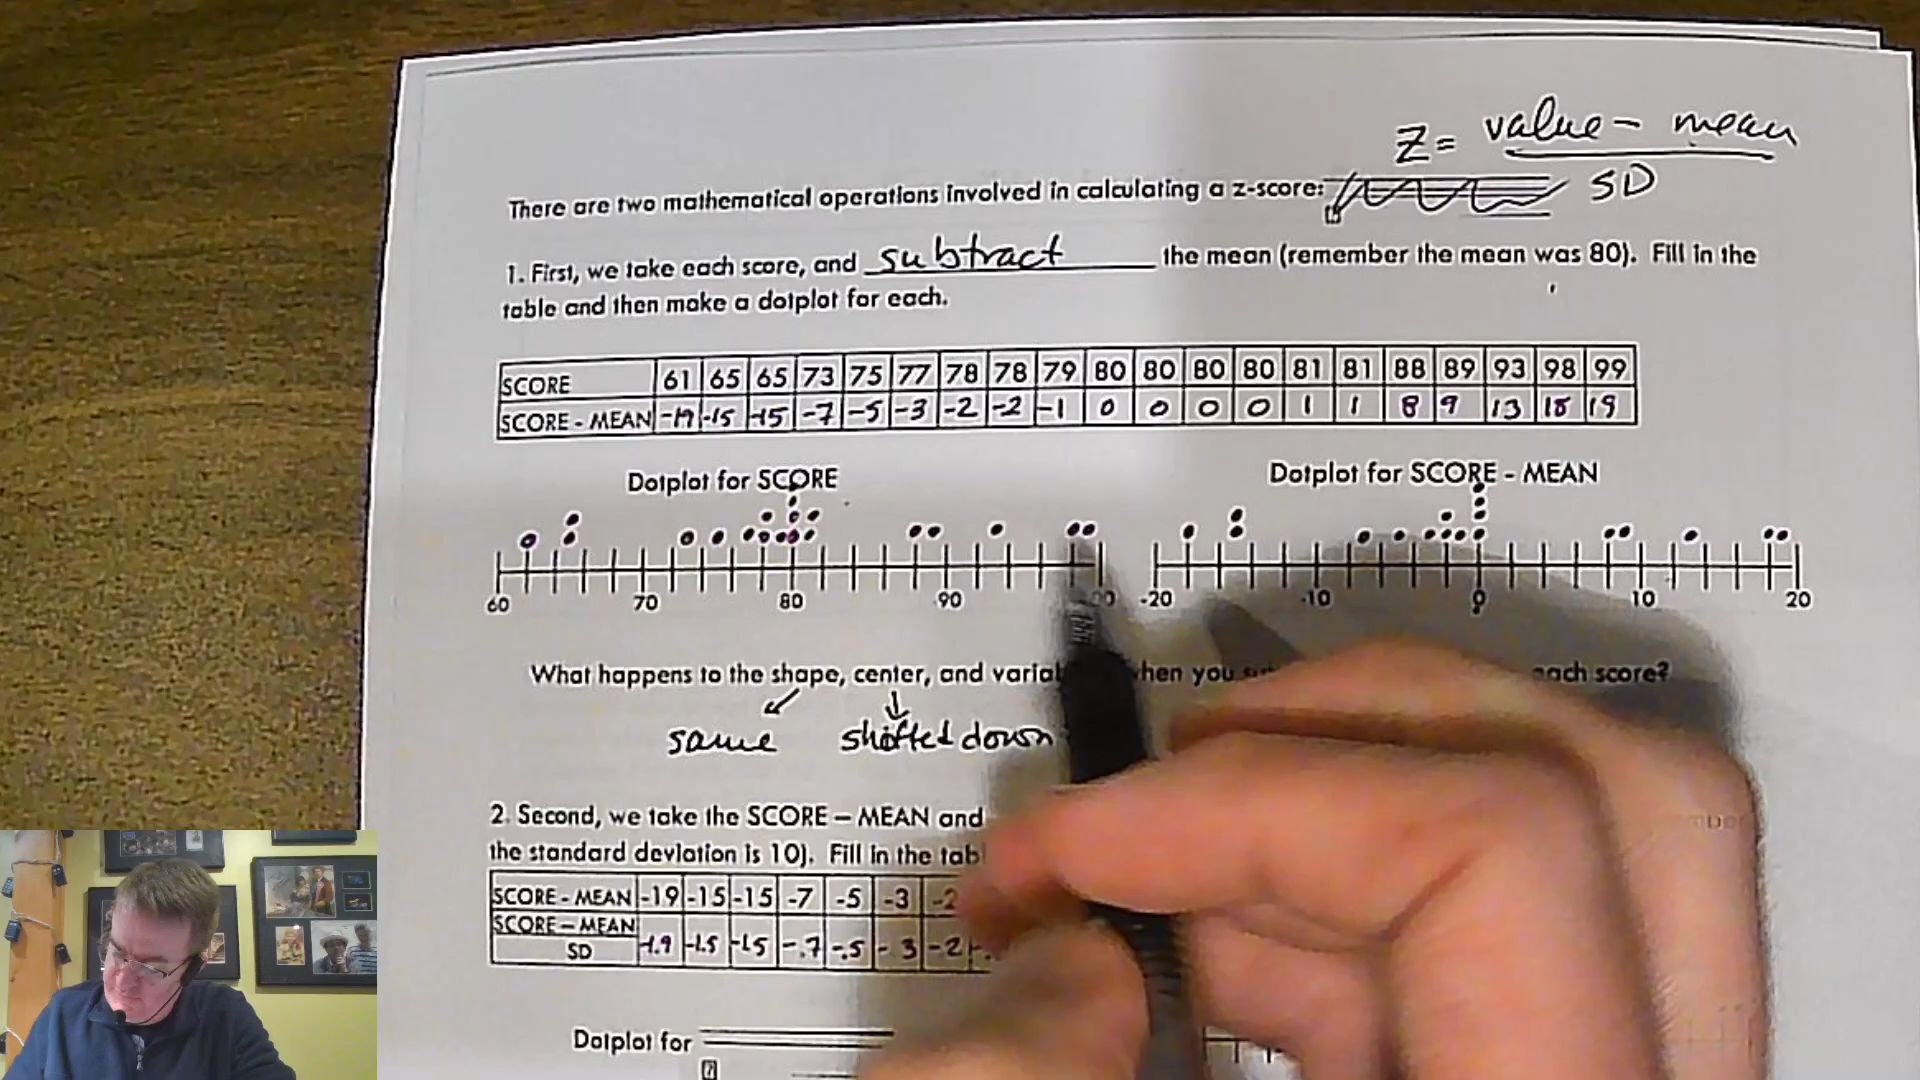 Z = value - mean
SD
There are two mathematical operations involved in calculating a z-score:
1. First, we take each score, and subtract the mean (remember the mean was 80). Fill in the
table and then make a dotplot for each.
SCORE 61 65 65 73 75 77 78 78 79 80 80 80 80 81 81 88 89 93 98 99
SCORE - MEAN -19 -15 -15 -7 -5 -3 -2 -2 -1 0 0 0 0 1 1 8 9 13 18 19
Dotplot for SCORE Dotplot for SCORE - MEAN
60 70 80 90 -20 -10 0 10 20
What happens to the shape, center, and when you each score?
same shifted down
2. Second, we take the SCORE – MEAN and
the standard deviation is 10). Fill in the
SCORE - MEAN -19 -15 -15 -7 -5 -3 -2
SCORE – MEAN
SD -1.9 -1.5 -1.5 -.7 -.5
Dotplot for